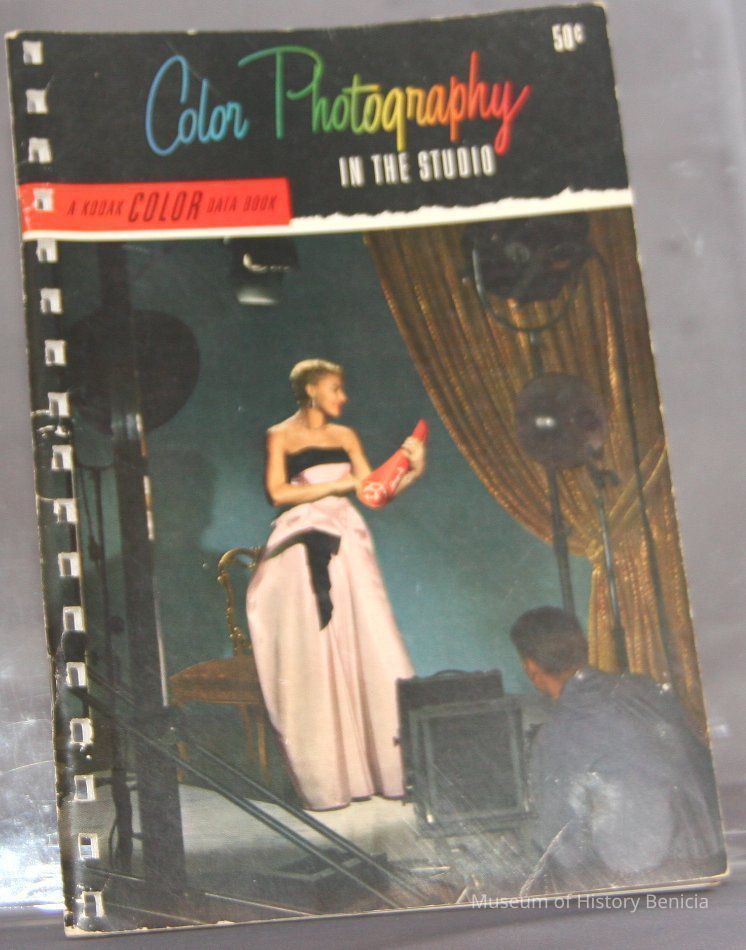 50¢
Color Photography
IN THE STUDIO
A KODAK COLOR DATA BOOK
Museum of History Benicia